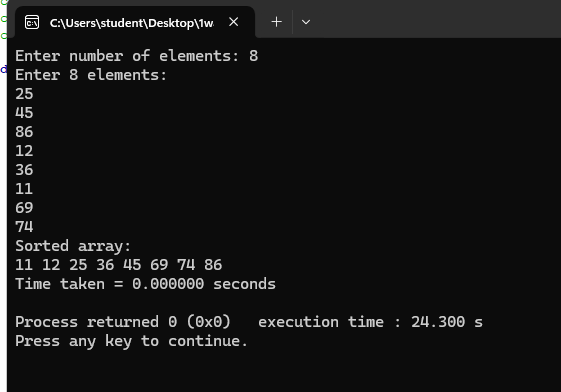 C:\Users\student\Desktop\1w
Enter number of elements: 8
Enter 8 elements:
25
45
86
12
36
11
69
74
Sorted array:
11 12 25 36 45 69 74 86
Time taken = 0.000000 seconds
Process returned 0 (0x0)   execution time : 24.300 s
Press any key to continue.